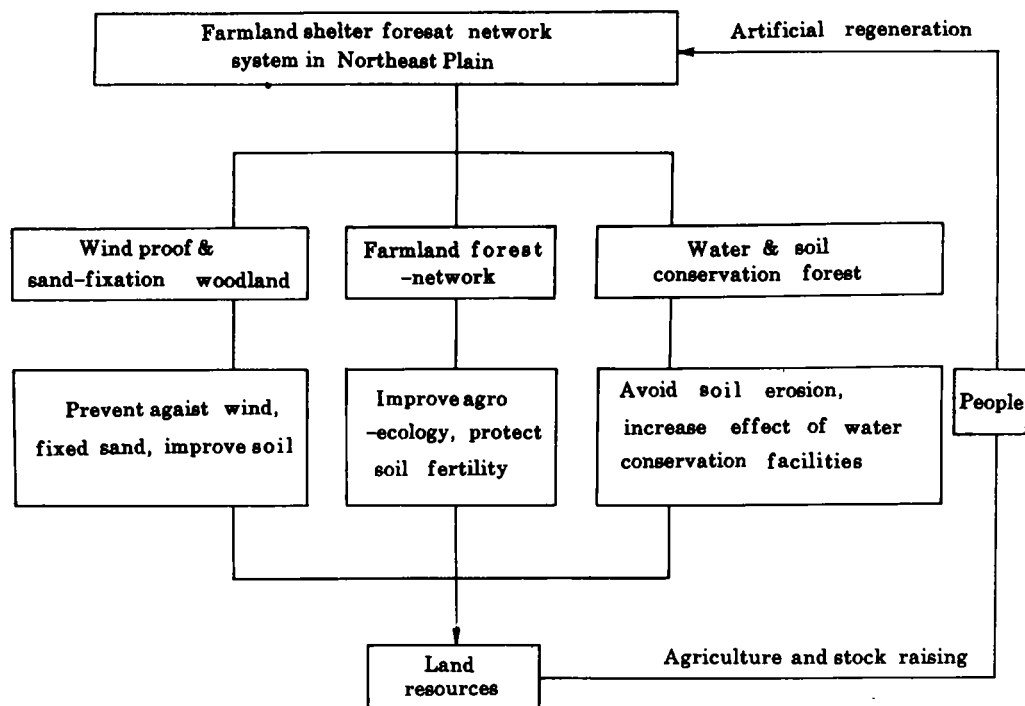 Farmland shelter foresat network
system in Northeast Plain
Artificial regeneration
Wind proof &
sand-fixation woodland
Farmland forest
-network
Water & soil
conservation forest
Prevent agaist wind,
fixed sand, improve soil
Improve agro
-ecology, protect
soil fertility
Avoid soil erosion,
increase effect of water
conservation facilities
People
Land
resources
Agriculture and stock raising